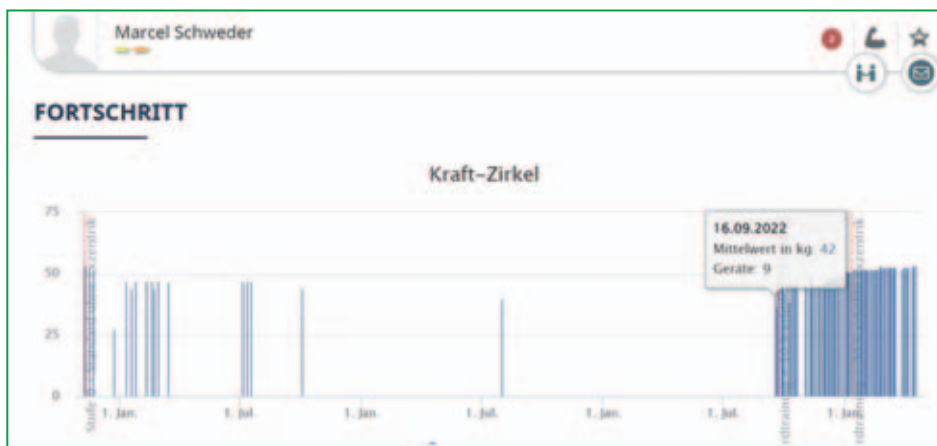 Marcel Schweder
FORTSCHRITT
Kraft-Zirkel
75
50
25
0
16.09.2022
Mittelwert in kg: 42
Geräte: 9
1. Jan.
1. Jul.
1. Jan.
1. Jul.
1. Jan.
1. Jul.
1. Jan.
Stufe